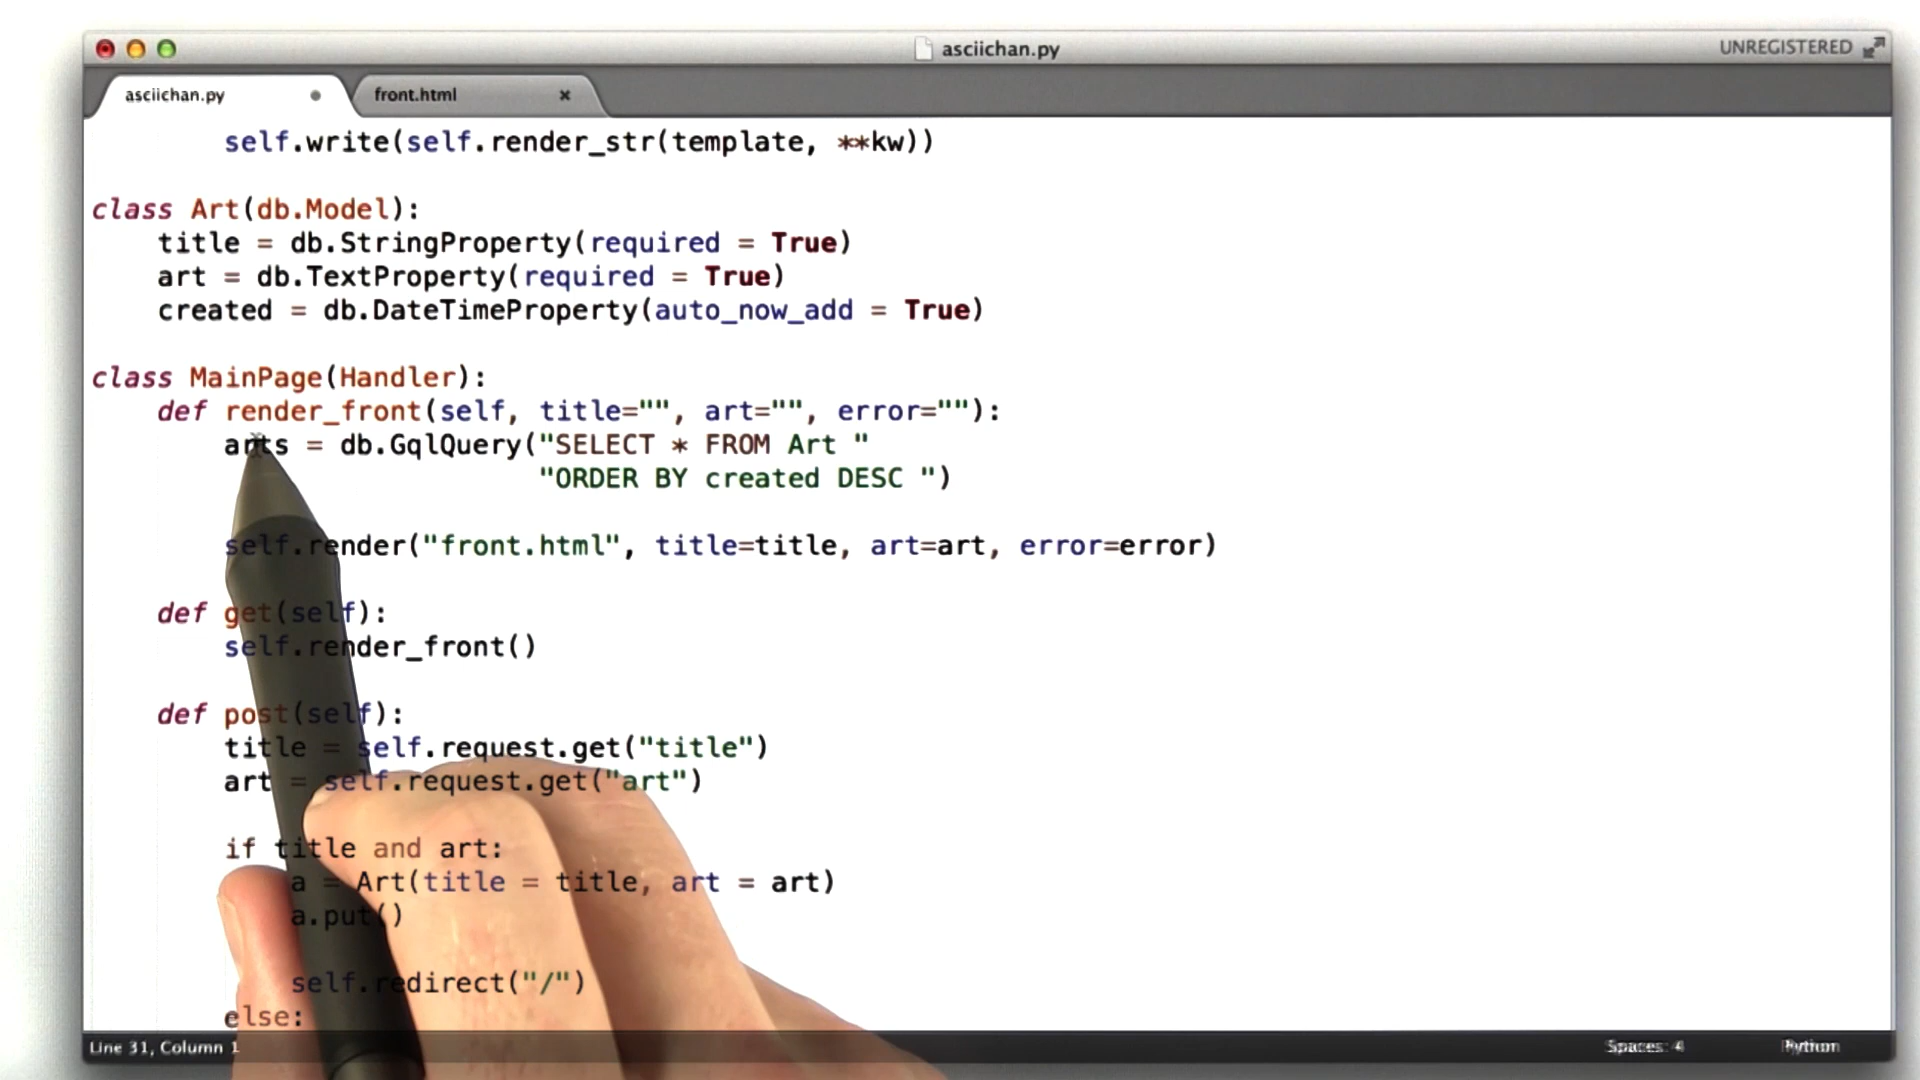 asciichan.py
UNREGISTERED
asciichan.py
front.html
self.write(self.render_str(template, **kw))
class Art(db.Model):
title = db.StringProperty(required = True)
art = db.TextProperty(required = True)
created = db.DateTimeProperty(auto_now_add = True)
class MainPage(Handler):
def render_front(self, title="", art="", error=""):
arts = db.GqlQuery("SELECT * FROM Art "
"ORDER BY created DESC ")
self.render("front.html", title=title, art=art, error=error)
def get(self):
self.render_front()
def post(self):
title = self.request.get("title")
art = self.request.get("art")
if title and art:
a = Art(title = title, art = art)
a.put()
self.redirect("/")
else:
Line 31, Column 1
Spaces: 4
Python